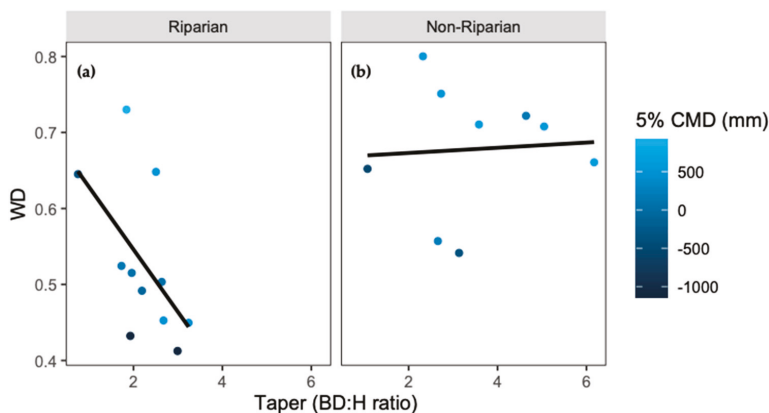 Riparian
Non-Riparian
(a)
(b)
0.8
0.7
0.6
0.5
0.4
WD
2
4
6
2
4
6
Taper (BD:H ratio)
5% CMD (mm)
500
0
-500
-1000